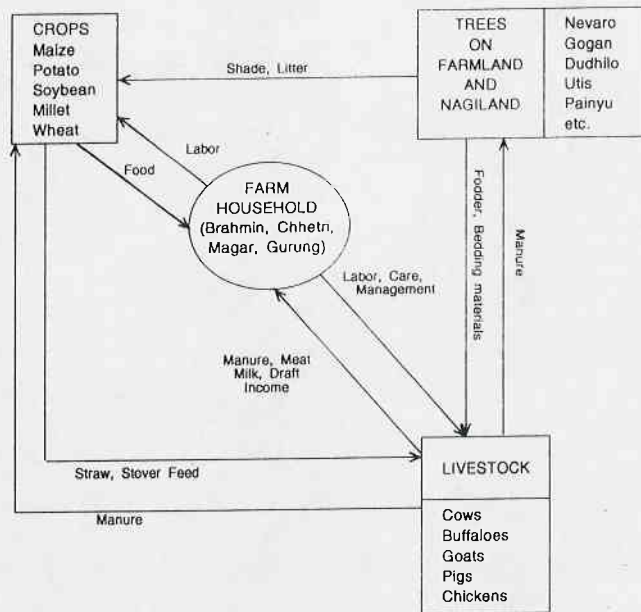 CROPS
Maize
Potato
Soybean
Millet
Wheat
TREES
ON
FARMLAND
AND
NAGILAND
Nevaro
Gogan
Dudhilo
Utis
Painyu
etc.
Shade, Litter
Labor
Food
FARM
HOUSEHOLD
(Brahmin, Chhetri,
Magar, Gurung)
Fodder, Bedding materials
Manure
Labor, Care,
Management
Manure, Meat
Milk, Draft
Income
Straw, Stover Feed
Manure
LIVESTOCK
Cows
Buffaloes
Goats
Pigs
Chickens